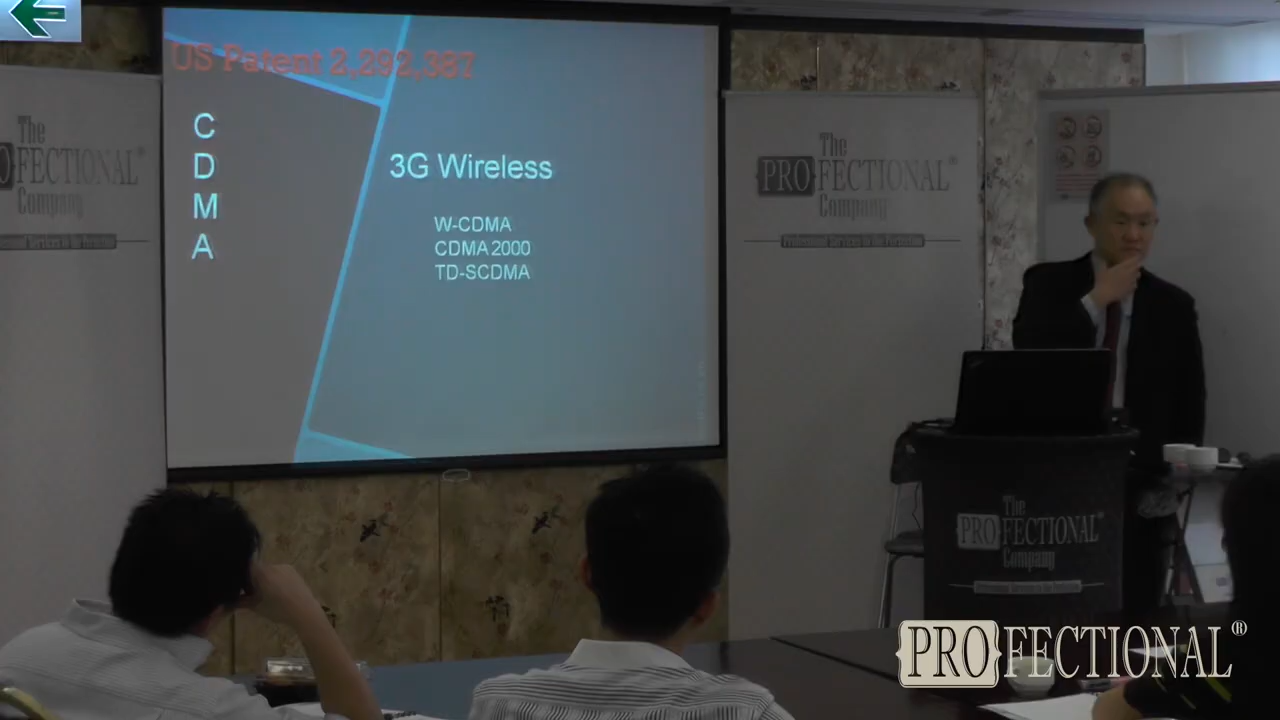 US Patent 2,292,387
C
D
M
A
3G Wireless
W-CDMA
CDMA 2000
TD-SCDMA
The
PROFECTIONAL®
Company
The
FECTIONAL®
Company
The
PROFECTIONAL®
Company
PROFECTIONAL®